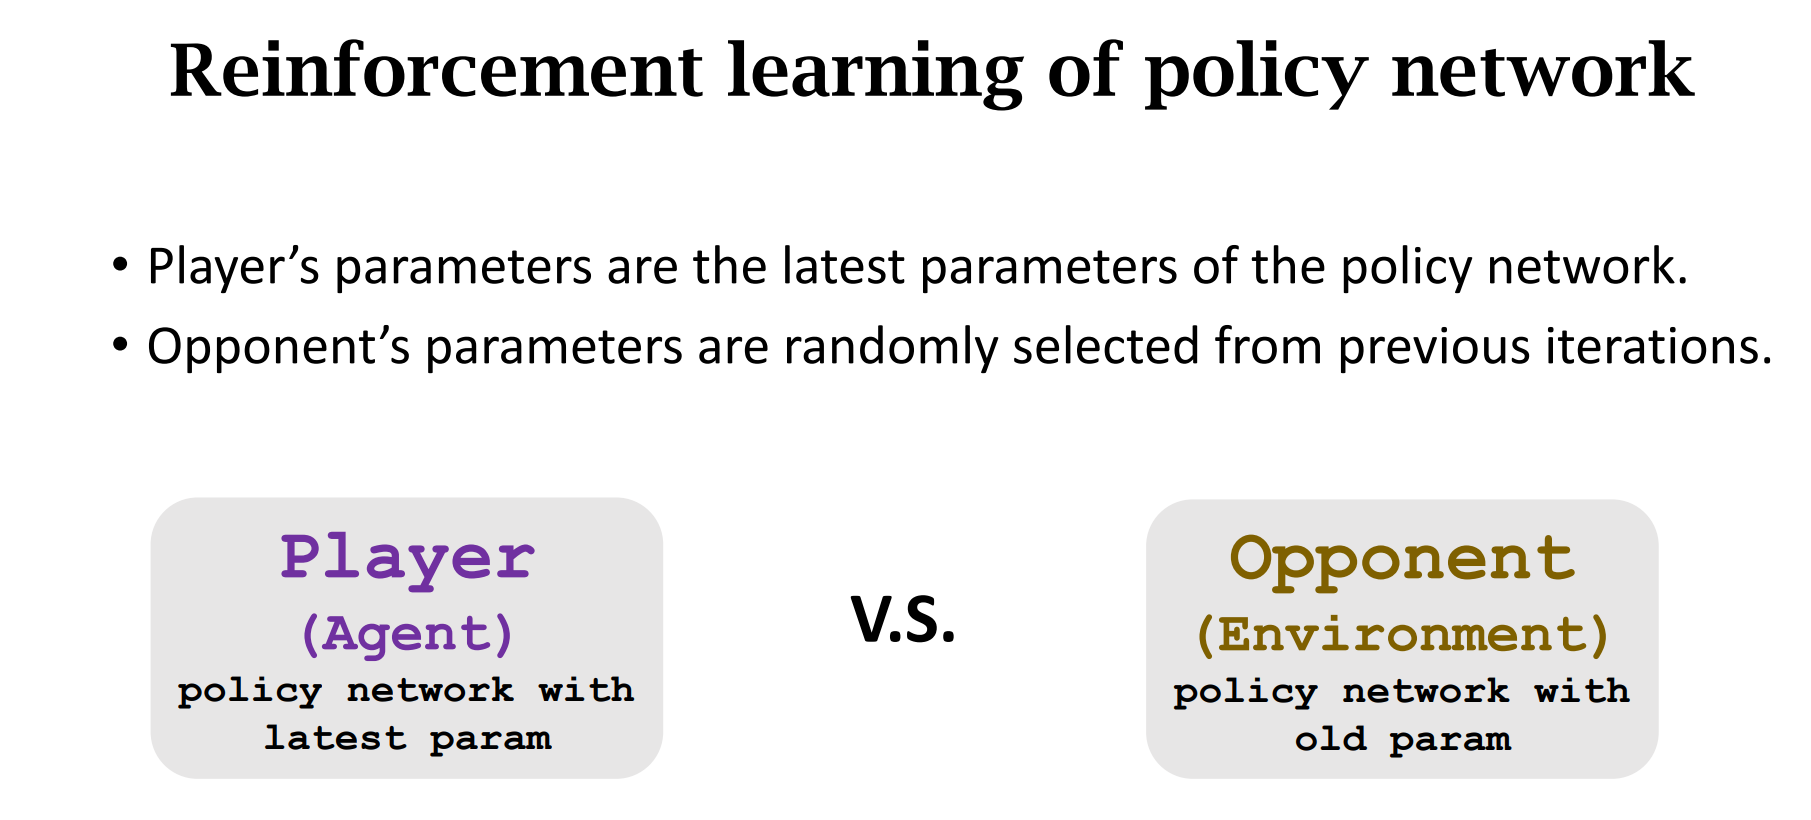 Reinforcement learning of policy network
• Player’s parameters are the latest parameters of the policy network.
• Opponent’s parameters are randomly selected from previous iterations.
Player
(Agent)
policy network with
latest param
V.S.
Opponent
(Environment)
policy network with
old param